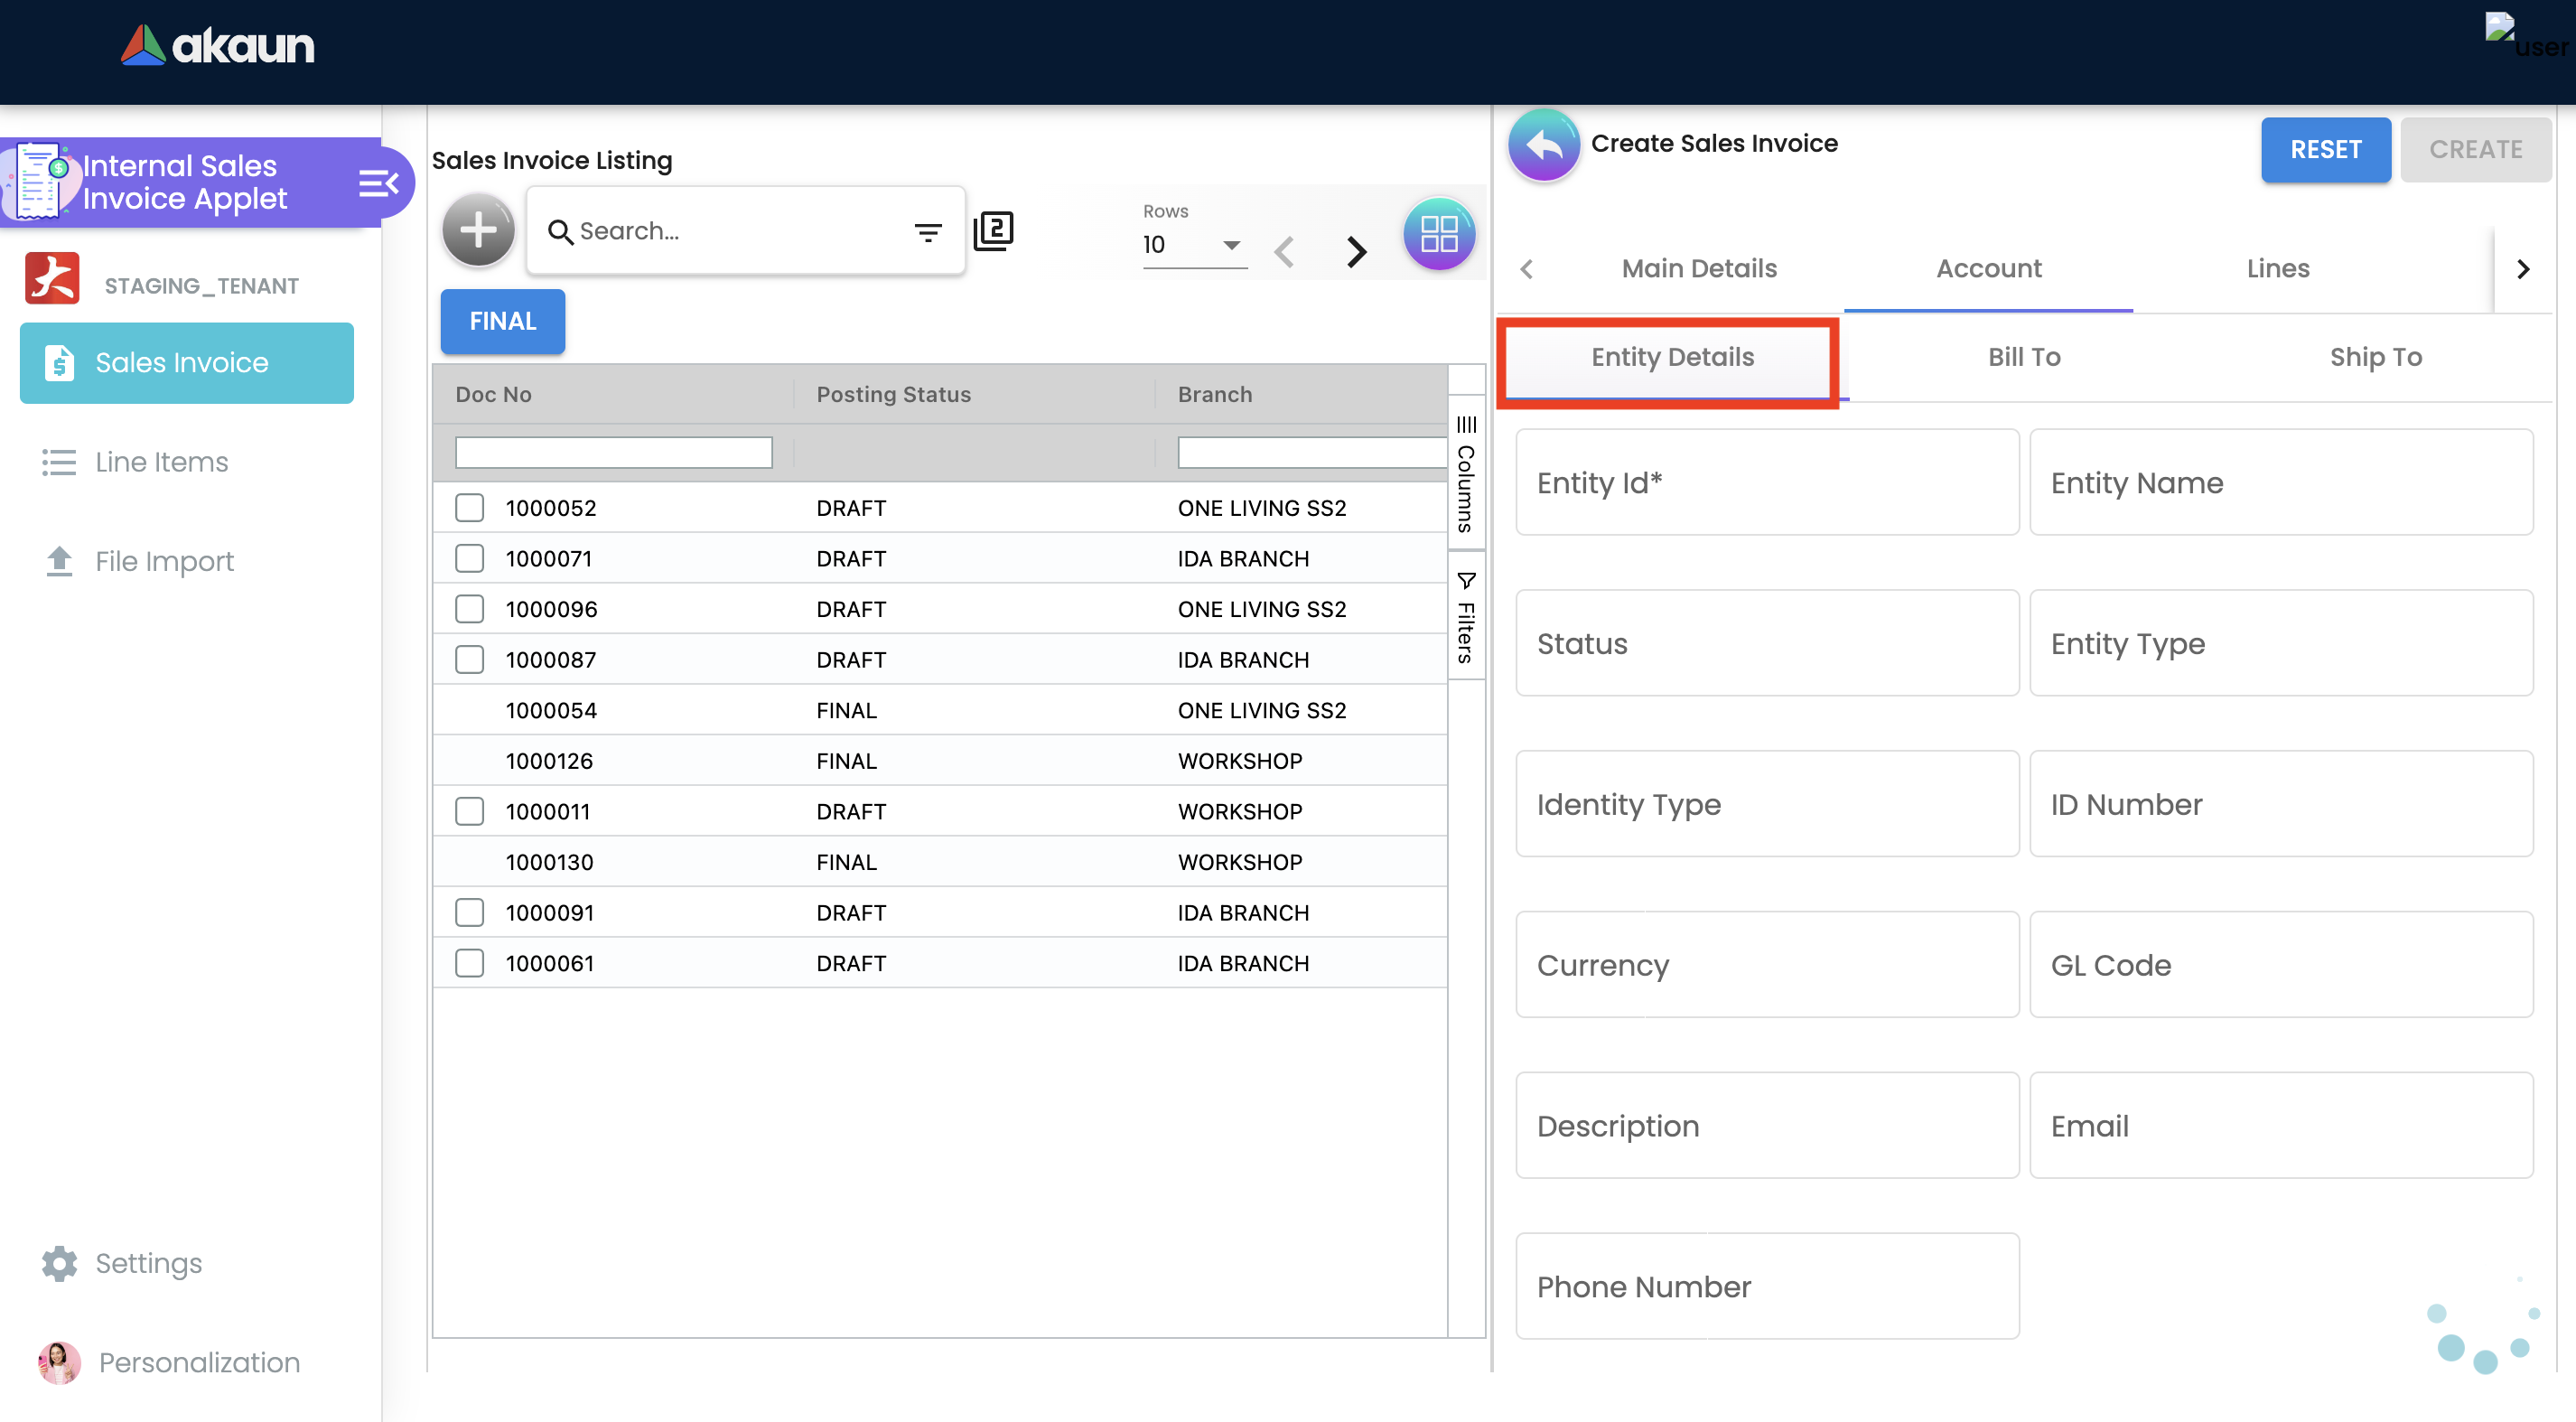 akaun
user
Internal Sales
Invoice Applet
STAGING_TENANT
Sales Invoice
Line Items
File Import
Settings
Personalization
Sales Invoice Listing
Search...
2
Rows
10
FINAL
Doc No Posting Status Branch
1000052 DRAFT ONE LIVING SS2
1000071 DRAFT IDA BRANCH
1000096 DRAFT ONE LIVING SS2
1000087 DRAFT IDA BRANCH
1000054 FINAL ONE LIVING SS2
1000126 FINAL WORKSHOP
1000011 DRAFT WORKSHOP
1000130 FINAL WORKSHOP
1000091 DRAFT IDA BRANCH
1000061 DRAFT IDA BRANCH
Columns
Filters
Create Sales Invoice
RESET CREATE
Main Details Account Lines
Entity Details Bill To Ship To
Entity Id* Entity Name
Status Entity Type
Identity Type ID Number
Currency GL Code
Description Email
Phone Number